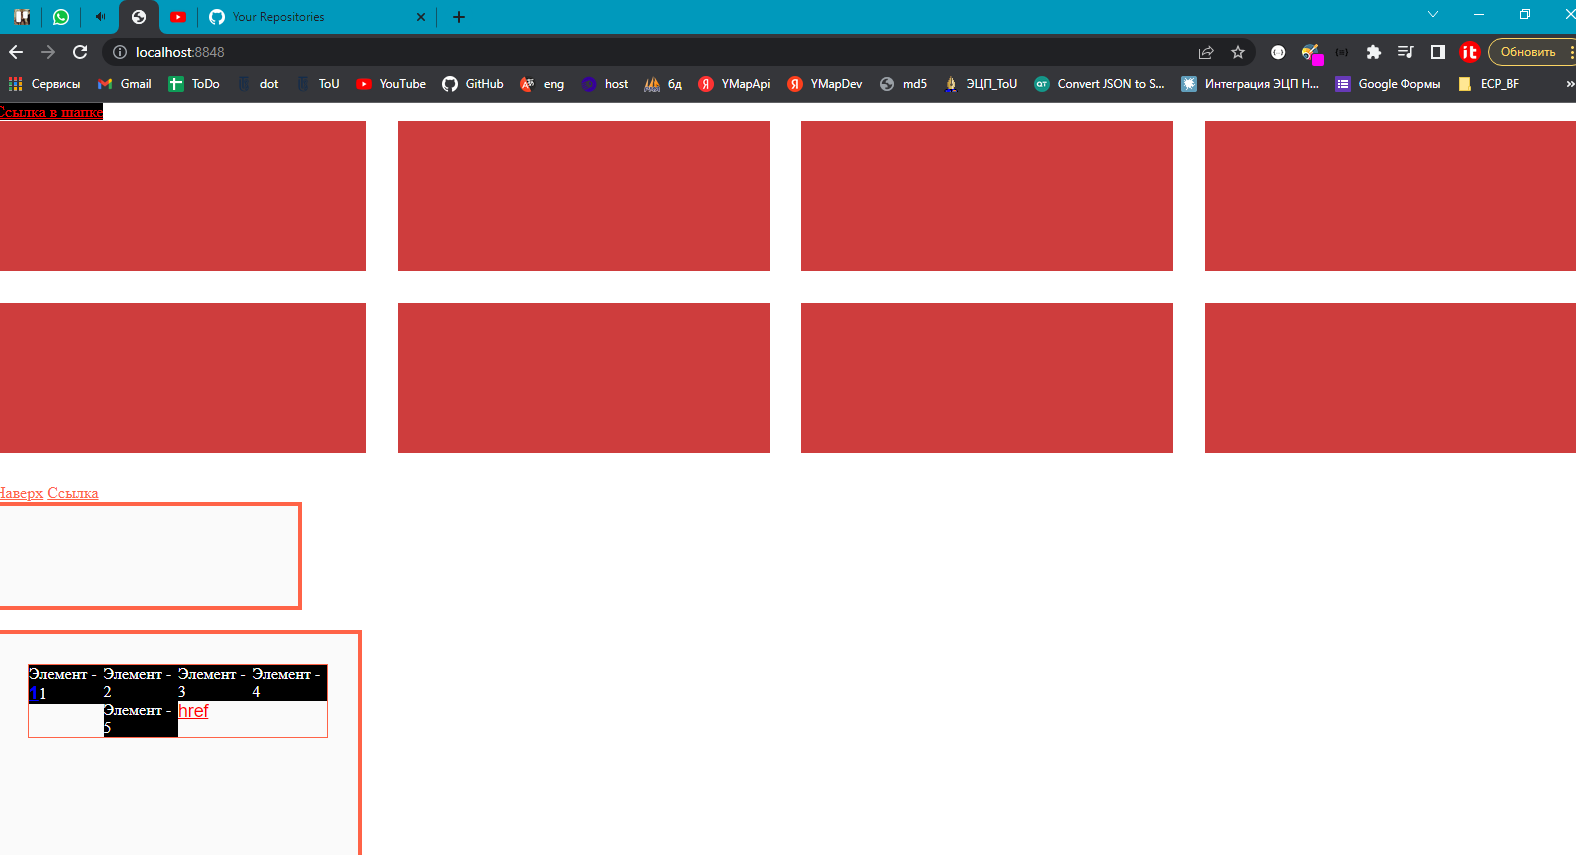 Your Repositories
localhost:8848
Обновить
Сервисы Gmail ToDo dot ToU YouTube GitHub eng host бд YMapApi YMapDev md5 ЭЦП_ToU Convert JSON to S... Интеграция ЭЦП Н... Google Формы ECP_BF »
Ссылка в шапке
Наверх Ссылка
Элемент - Элемент - Элемент - Элемент -
11 2 3 4
Элемент - href
5